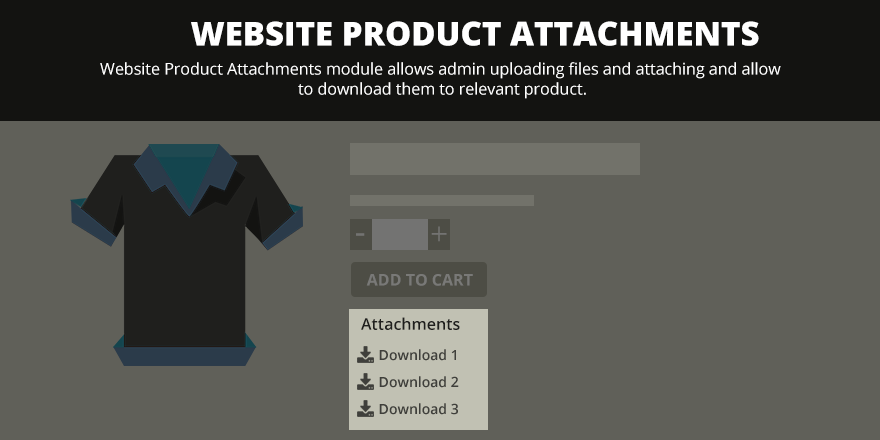 WEBSITE PRODUCT ATTACHMENTS
Website Product Attachments module allows admin uploading files and attaching and allow
to download them to relevant product.
- +
ADD TO CART
Attachments
Download 1
Download 2
Download 3